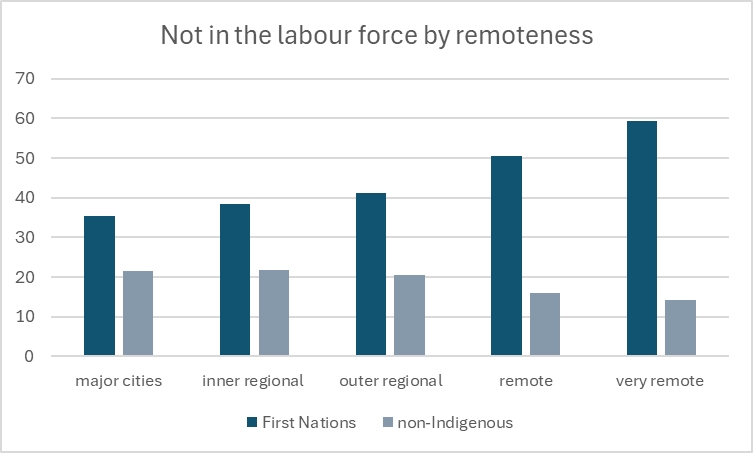 Not in the labour force by remoteness
70
60
50
40
30
20
10
0
major cities inner regional outer regional remote very remote
First Nations non-Indigenous